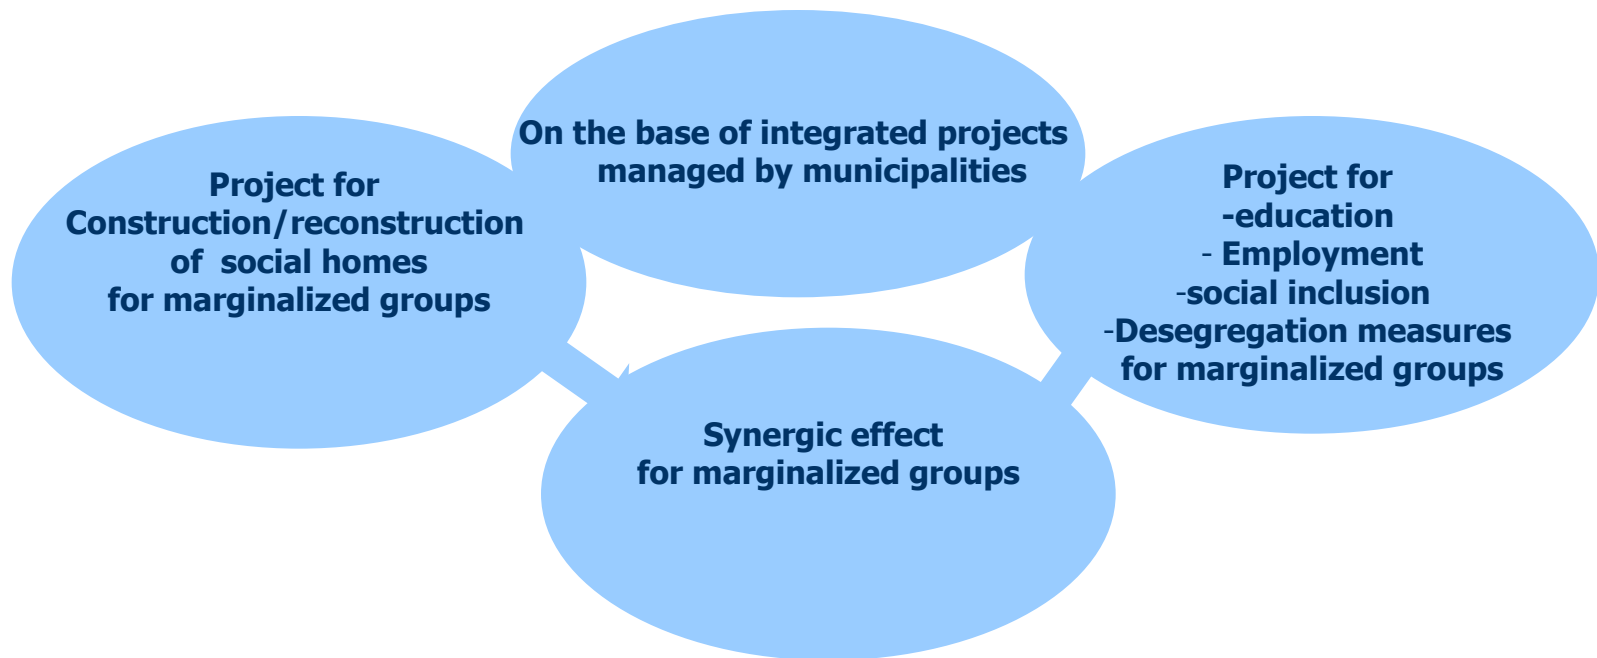 On the base of integrated projects
managed by municipalities
Project for
Construction/reconstruction
of social homes
for marginalized groups
Project for
-education
- Employment
-social inclusion
-Desegregation measures
for marginalized groups
Synergic effect
for marginalized groups